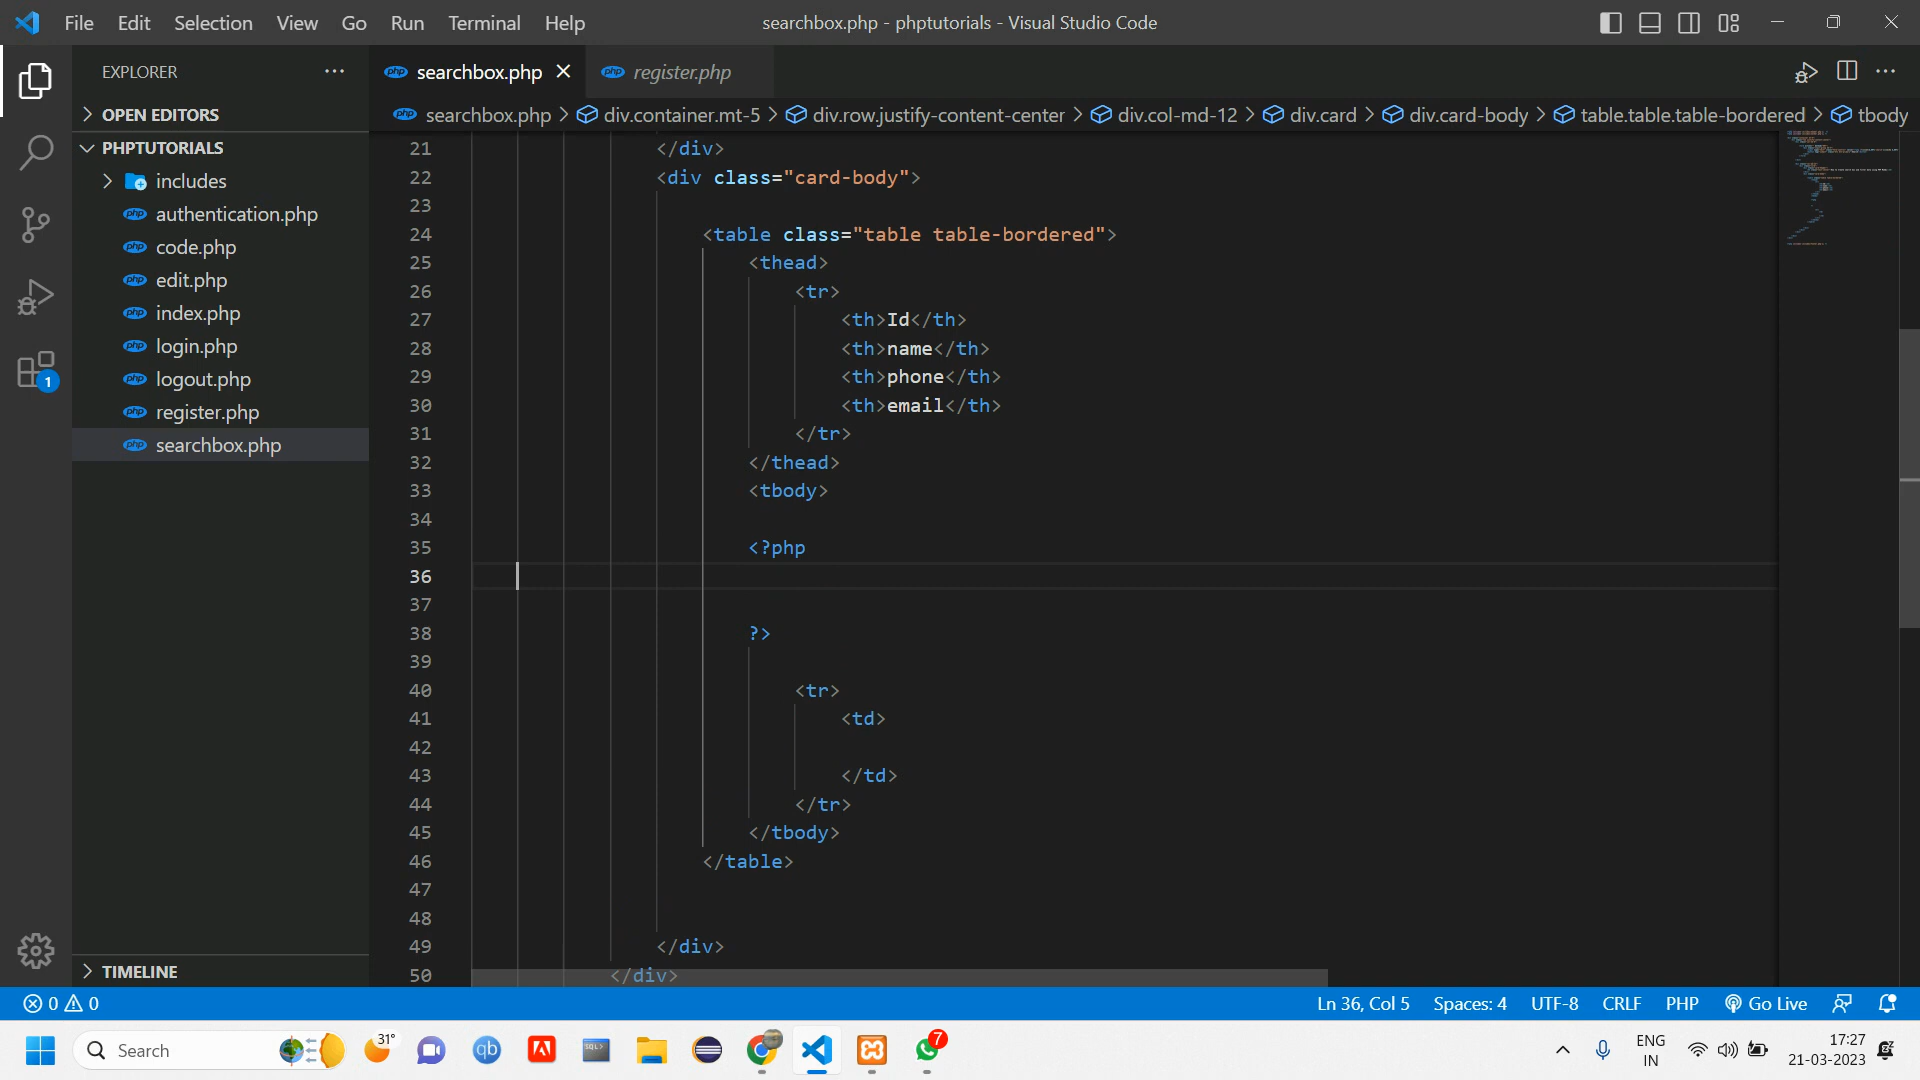 File Edit Selection View Go Run Terminal Help
searchbox.php - phptutorials - Visual Studio Code
EXPLORER
OPEN EDITORS
PHPTUTORIALS
includes
authentication.php
code.php
edit.php
index.php
login.php
logout.php
register.php
searchbox.php
TIMELINE
1
searchbox.php
register.php
searchbox.php > div.container.mt-5 > div.row.justify-content-center > div.col-md-12 > div.card > div.card-body > table.table.table-bordered > tbody
21 </div>
22 <div class="card-body">
23
24 <table class="table table-bordered">
25 <thead>
26 <tr>
27 <th>Id</th>
28 <th>name</th>
29 <th>phone</th>
30 <th>email</th>
31 </tr>
32 </thead>
33 <tbody>
34
35 <?php
36
37
38 ?>
39
40 <tr>
41 <td>
42
43 </td>
44 </tr>
45 </tbody>
46 </table>
47
48
49 </div>
50 </div>
0 0
Ln 36, Col 5 Spaces: 4 UTF-8 CRLF PHP Go Live
Search
31°
qb
SQL>
7
ENG
IN
17:27
21-03-2023